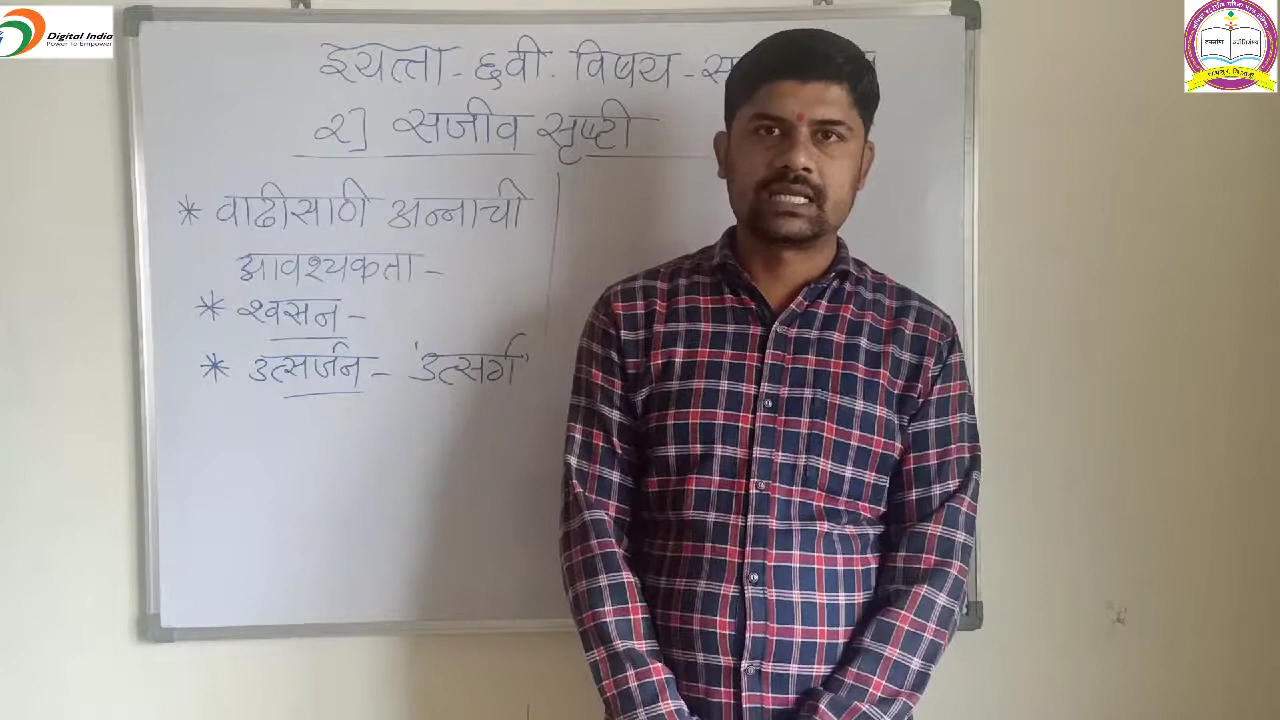 Digital India
Power To Empower
इयत्ता - ६वी. विषय - स
२] सजीव सृष्टी
* वाढीसाठी अन्नाची
आवश्यकता -
* श्वसन -
* उत्सर्जन - 'उत्सर्ग'